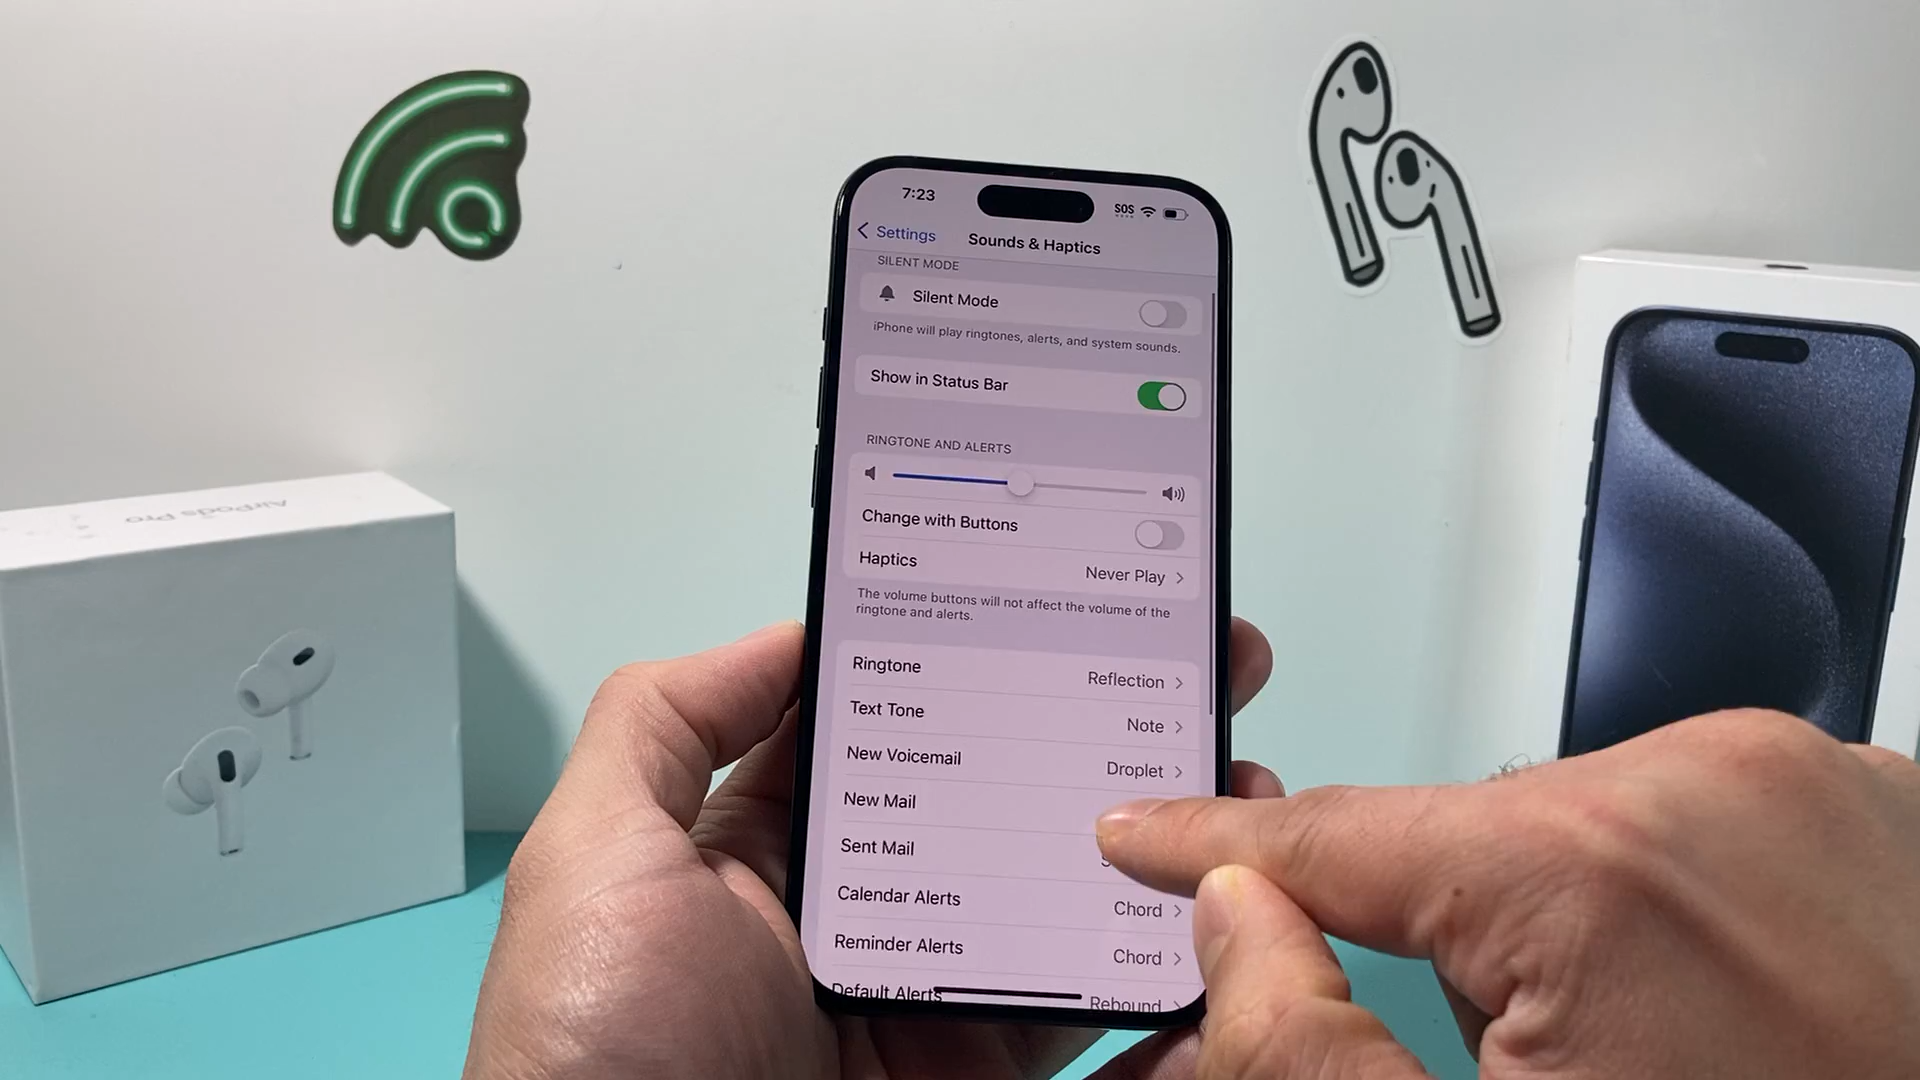 7:23
SOS
Settings
Sounds & Haptics
SILENT MODE
Silent Mode
iPhone will play ringtones, alerts, and system sounds.
Show in Status Bar
RINGTONE AND ALERTS
Change with Buttons
Haptics
Never Play
The volume buttons will not affect the volume of the
ringtone and alerts.
Ringtone
Reflection
Text Tone
Note
New Voicemail
Droplet
New Mail
Sent Mail
Calendar Alerts
Chord
Reminder Alerts
Chord
Default Alerts
Rebound
AirPods Pro